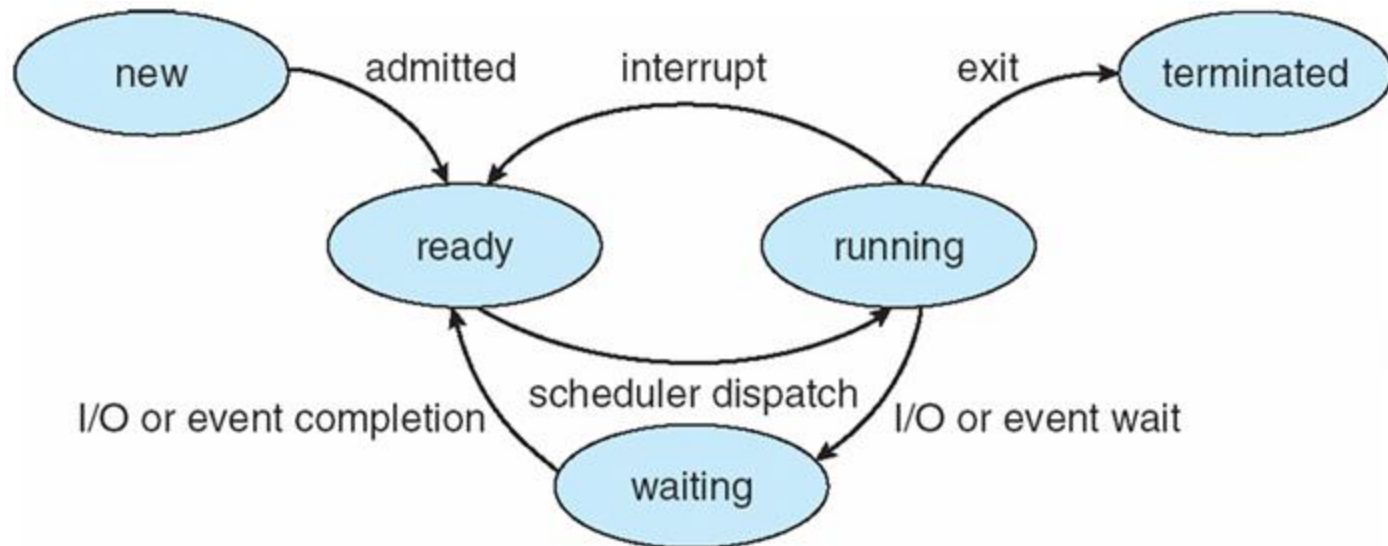 new
admitted
interrupt
exit
terminated
ready
running
scheduler dispatch
I/O or event completion
I/O or event wait
waiting